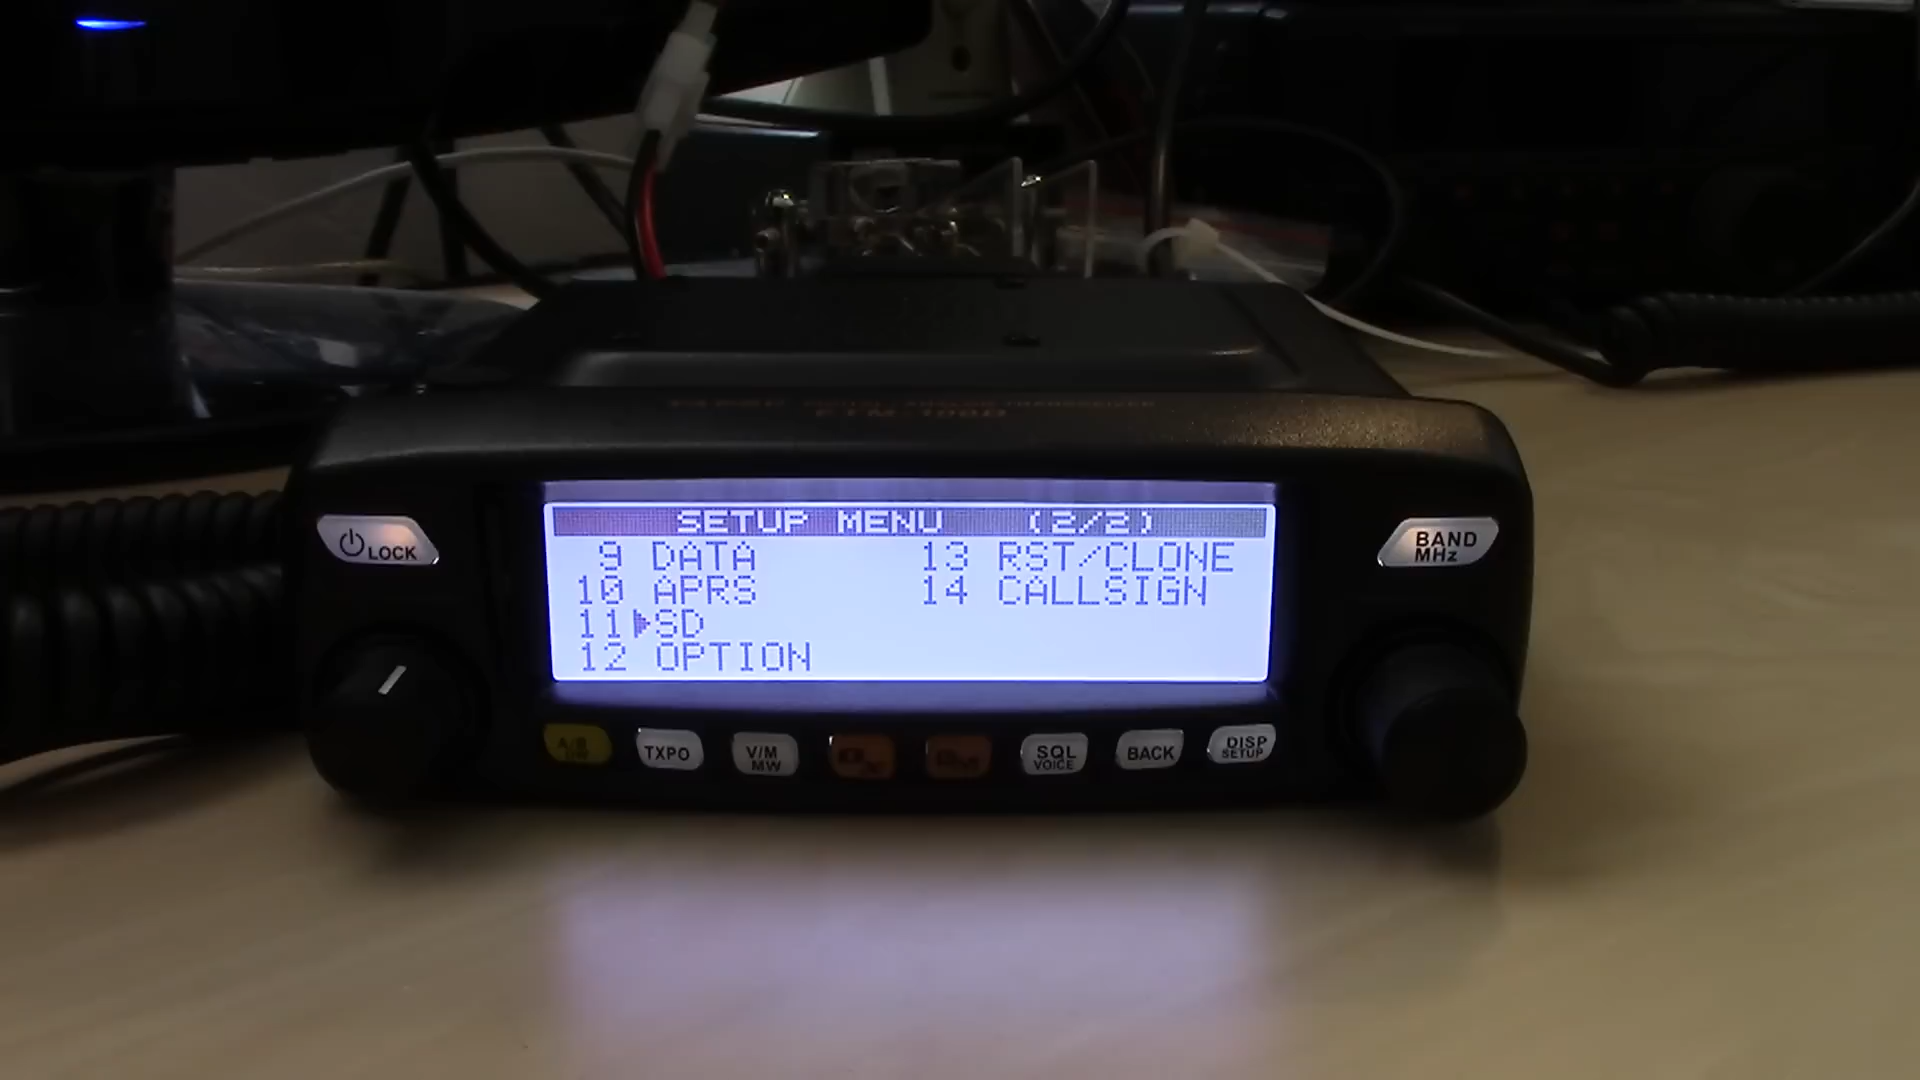 SETUP MENU (2/2)
9 DATA 13 RST/CLONE
10 APRS 14 CALLSIGN
11 SD
12 OPTION
LOCK
BAND
MHz
TXPO
V/M
MW
SQL
VOICE
BACK
DISP
SETUP